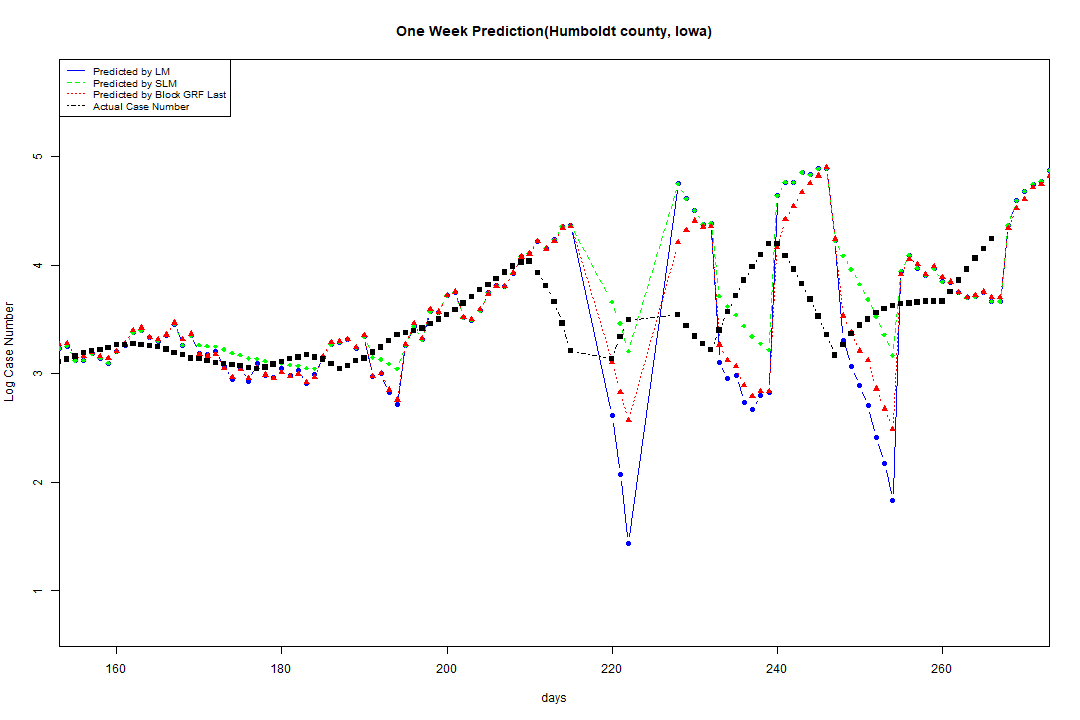 One Week Prediction(Humboldt county, Iowa)
Predicted by LM
Predicted by SLM
Predicted by Block GRF Last
Actual Case Number
Log Case Number
5
4
3
2
1
160 180 200 220 240 260
days